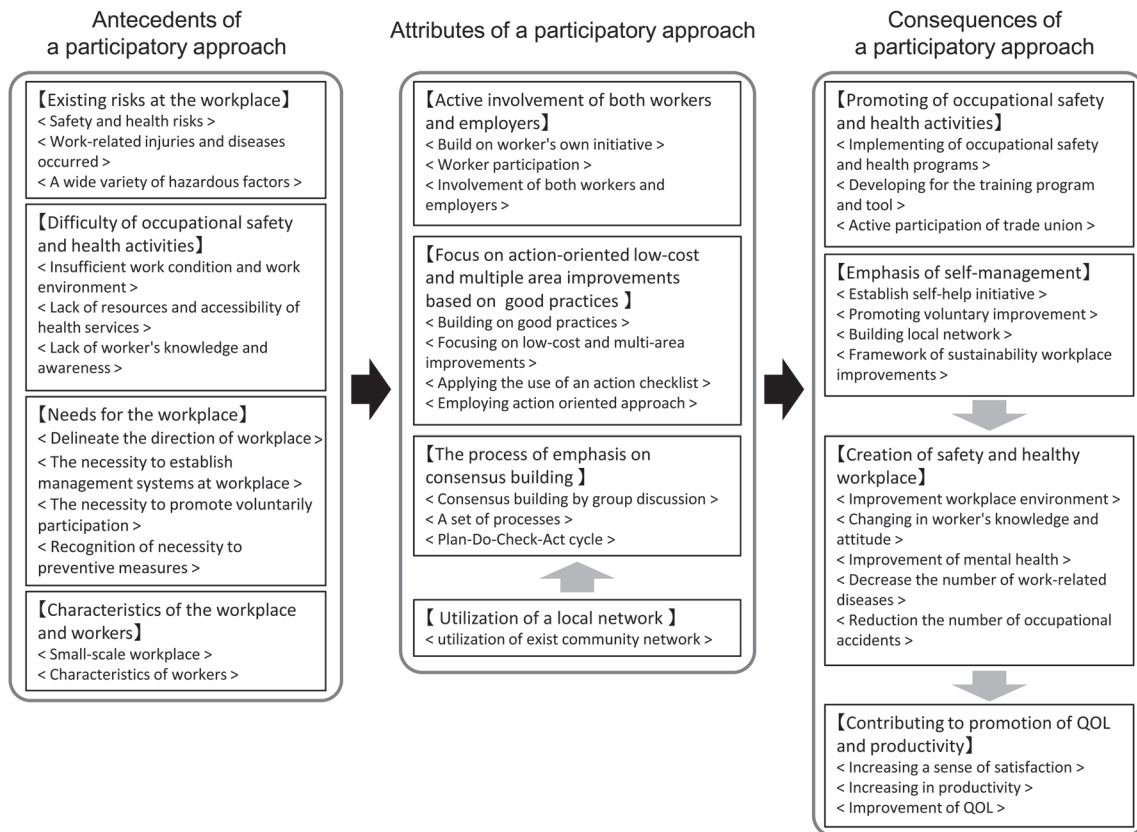 Antecedents of
a participatory approach
【Existing risks at the workplace】
< Safety and health risks >
< Work-related injuries and diseases
occurred >
< A wide variety of hazardous factors >
【Difficulty of occupational safety
and health activities】
< Insufficient work condition and work
environment >
< Lack of resources and accessibility of
health services >
< Lack of worker's knowledge and
awareness >
【Needs for the workplace】
< Delineate the direction of workplace >
< The necessity to establish
management systems at workplace >
< The necessity to promote voluntarily
participation >
< Recognition of necessity to
preventive measures >
【Characteristics of the workplace
and workers】
< Small-scale workplace >
< Characteristics of workers >
Attributes of a participatory approach
【Active involvement of both workers
and employers】
< Build on worker's own initiative >
< Worker participation >
< Involvement of both workers and
employers >
【Focus on action-oriented low-cost
and multiple area improvements
based on good practices 】
< Building on good practices >
< Focusing on low-cost and multi-area
improvements >
< Applying the use of an action checklist >
< Employing action oriented approach >
【The process of emphasis on
consensus building 】
< Consensus building by group discussion >
< A set of processes >
< Plan-Do-Check-Act cycle >
【 Utilization of a local network 】
< utilization of exist community network >
Consequences of
a participatory approach
【Promoting of occupational safety
and health activities】
< Implementing of occupational safety
and health programs >
< Developing for the training program
and tool >
< Active participation of trade union >
【Emphasis of self-management】
< Establish self-help initiative >
< Promoting voluntary improvement >
< Building local network >
< Framework of sustainability workplace
improvements >
【Creation of safety and healthy
workplace】
< Improvement workplace environment >
< Changing in worker's knowledge and
attitude >
< Improvement of mental health >
< Decrease the number of work-related
diseases >
< Reduction the number of occupational
accidents >
【Contributing to promotion of QOL
and productivity】
< Increasing a sense of satisfaction >
< Increasing in productivity >
< Improvement of QOL >